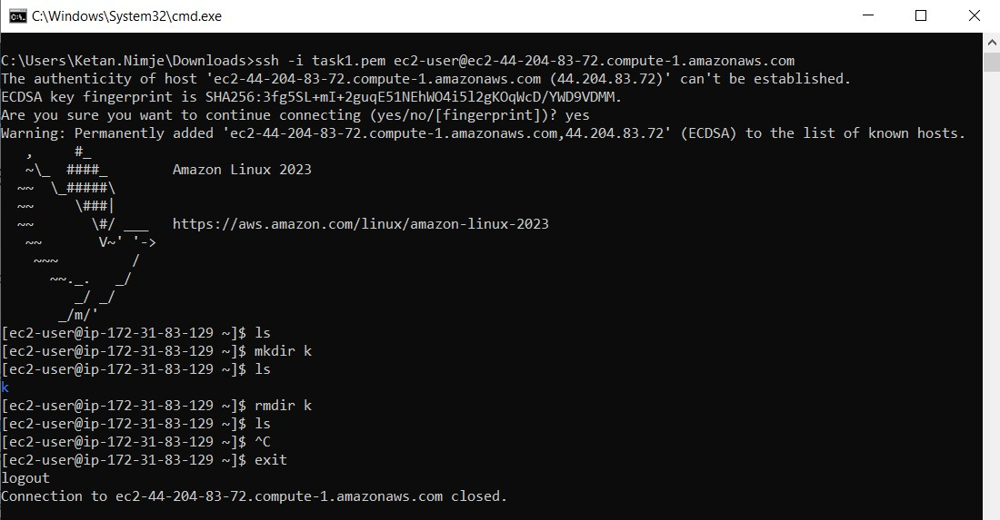 C:\Windows\System32\cmd.exe
C:\Users\Ketan.Nimje\Downloads>ssh -i task1.pem ec2-user@ec2-44-204-83-72.compute-1.amazonaws.com
The authenticity of host 'ec2-44-204-83-72.compute-1.amazonaws.com (44.204.83.72)' can't be established.
ECDSA key fingerprint is SHA256:3fg5SL+mI+2guqE51NEhWO4i5l2gKOqWcD/YWD9VDMM.
Are you sure you want to continue connecting (yes/no/[fingerprint])? yes
Warning: Permanently added 'ec2-44-204-83-72.compute-1.amazonaws.com,44.204.83.72' (ECDSA) to the list of known hosts.
   ,     #_
   ~\_  ####_        Amazon Linux 2023
  ~~  \_#####\
  ~~     \###|
  ~~       \#/ ___   https://aws.amazon.com/linux/amazon-linux-2023
   ~~       V~' '->
    ~~~         /
      ~~._.   _/
         _/ _/
       _/m/'
[ec2-user@ip-172-31-83-129 ~]$ ls
[ec2-user@ip-172-31-83-129 ~]$ mkdir k
[ec2-user@ip-172-31-83-129 ~]$ ls
k
[ec2-user@ip-172-31-83-129 ~]$ rmdir k
[ec2-user@ip-172-31-83-129 ~]$ ls
[ec2-user@ip-172-31-83-129 ~]$ ^C
[ec2-user@ip-172-31-83-129 ~]$ exit
logout
Connection to ec2-44-204-83-72.compute-1.amazonaws.com closed.